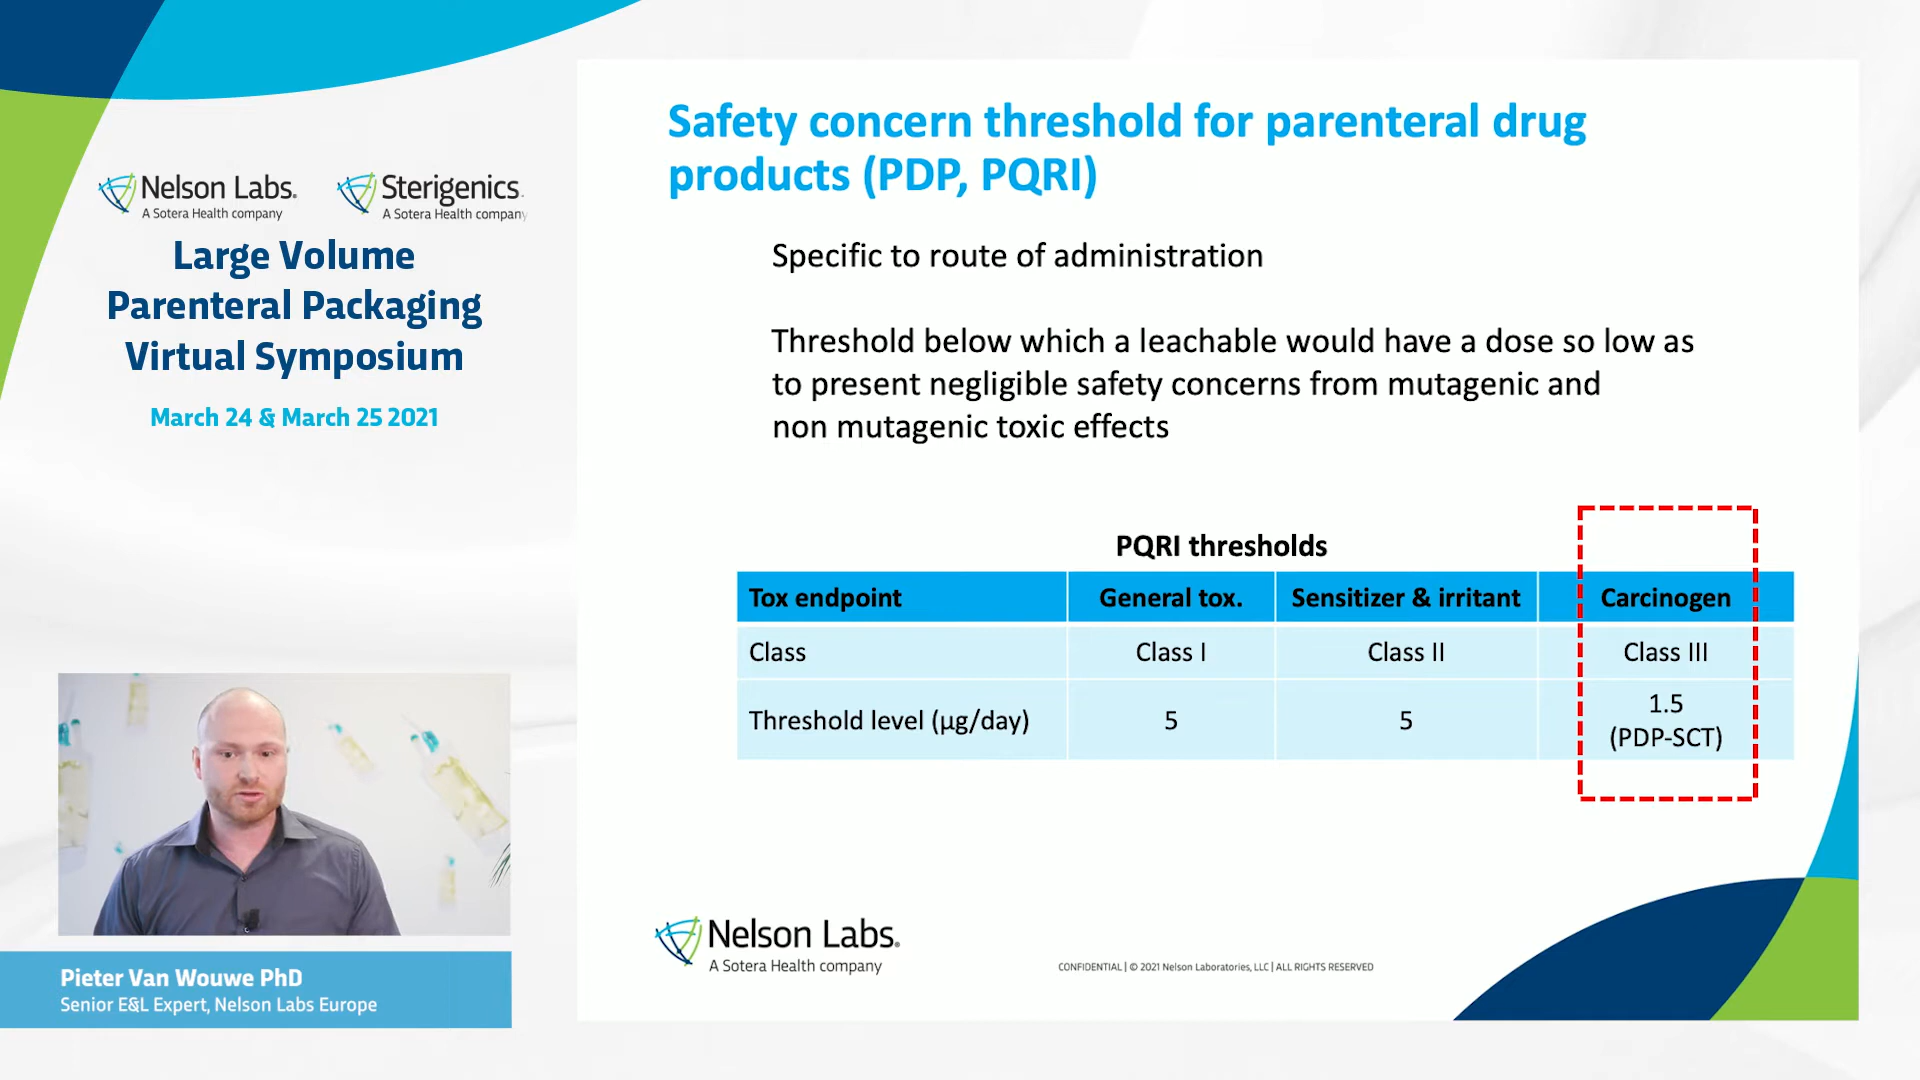 Nelson Labs.
A Sotera Health company
Sterigenics.
A Sotera Health company
Large Volume
Parenteral Packaging
Virtual Symposium
March 24 & March 25 2021
Pieter Van Wouwe PhD
Senior E&L Expert, Nelson Labs Europe
Safety concern threshold for parenteral drug
products (PDP, PQRI)
Specific to route of administration
Threshold below which a leachable would have a dose so low as
to present negligible safety concerns from mutagenic and
non mutagenic toxic effects
PQRI thresholds
Tox endpoint General tox. Sensitizer & irritant Carcinogen
Class Class I Class II Class III
Threshold level (µg/day) 5 5 1.5
(PDP-SCT)
Nelson Labs®
A Sotera Health company
CONFIDENTIAL | © 2021 Nelson Laboratories, LLC | ALL RIGHTS RESERVED